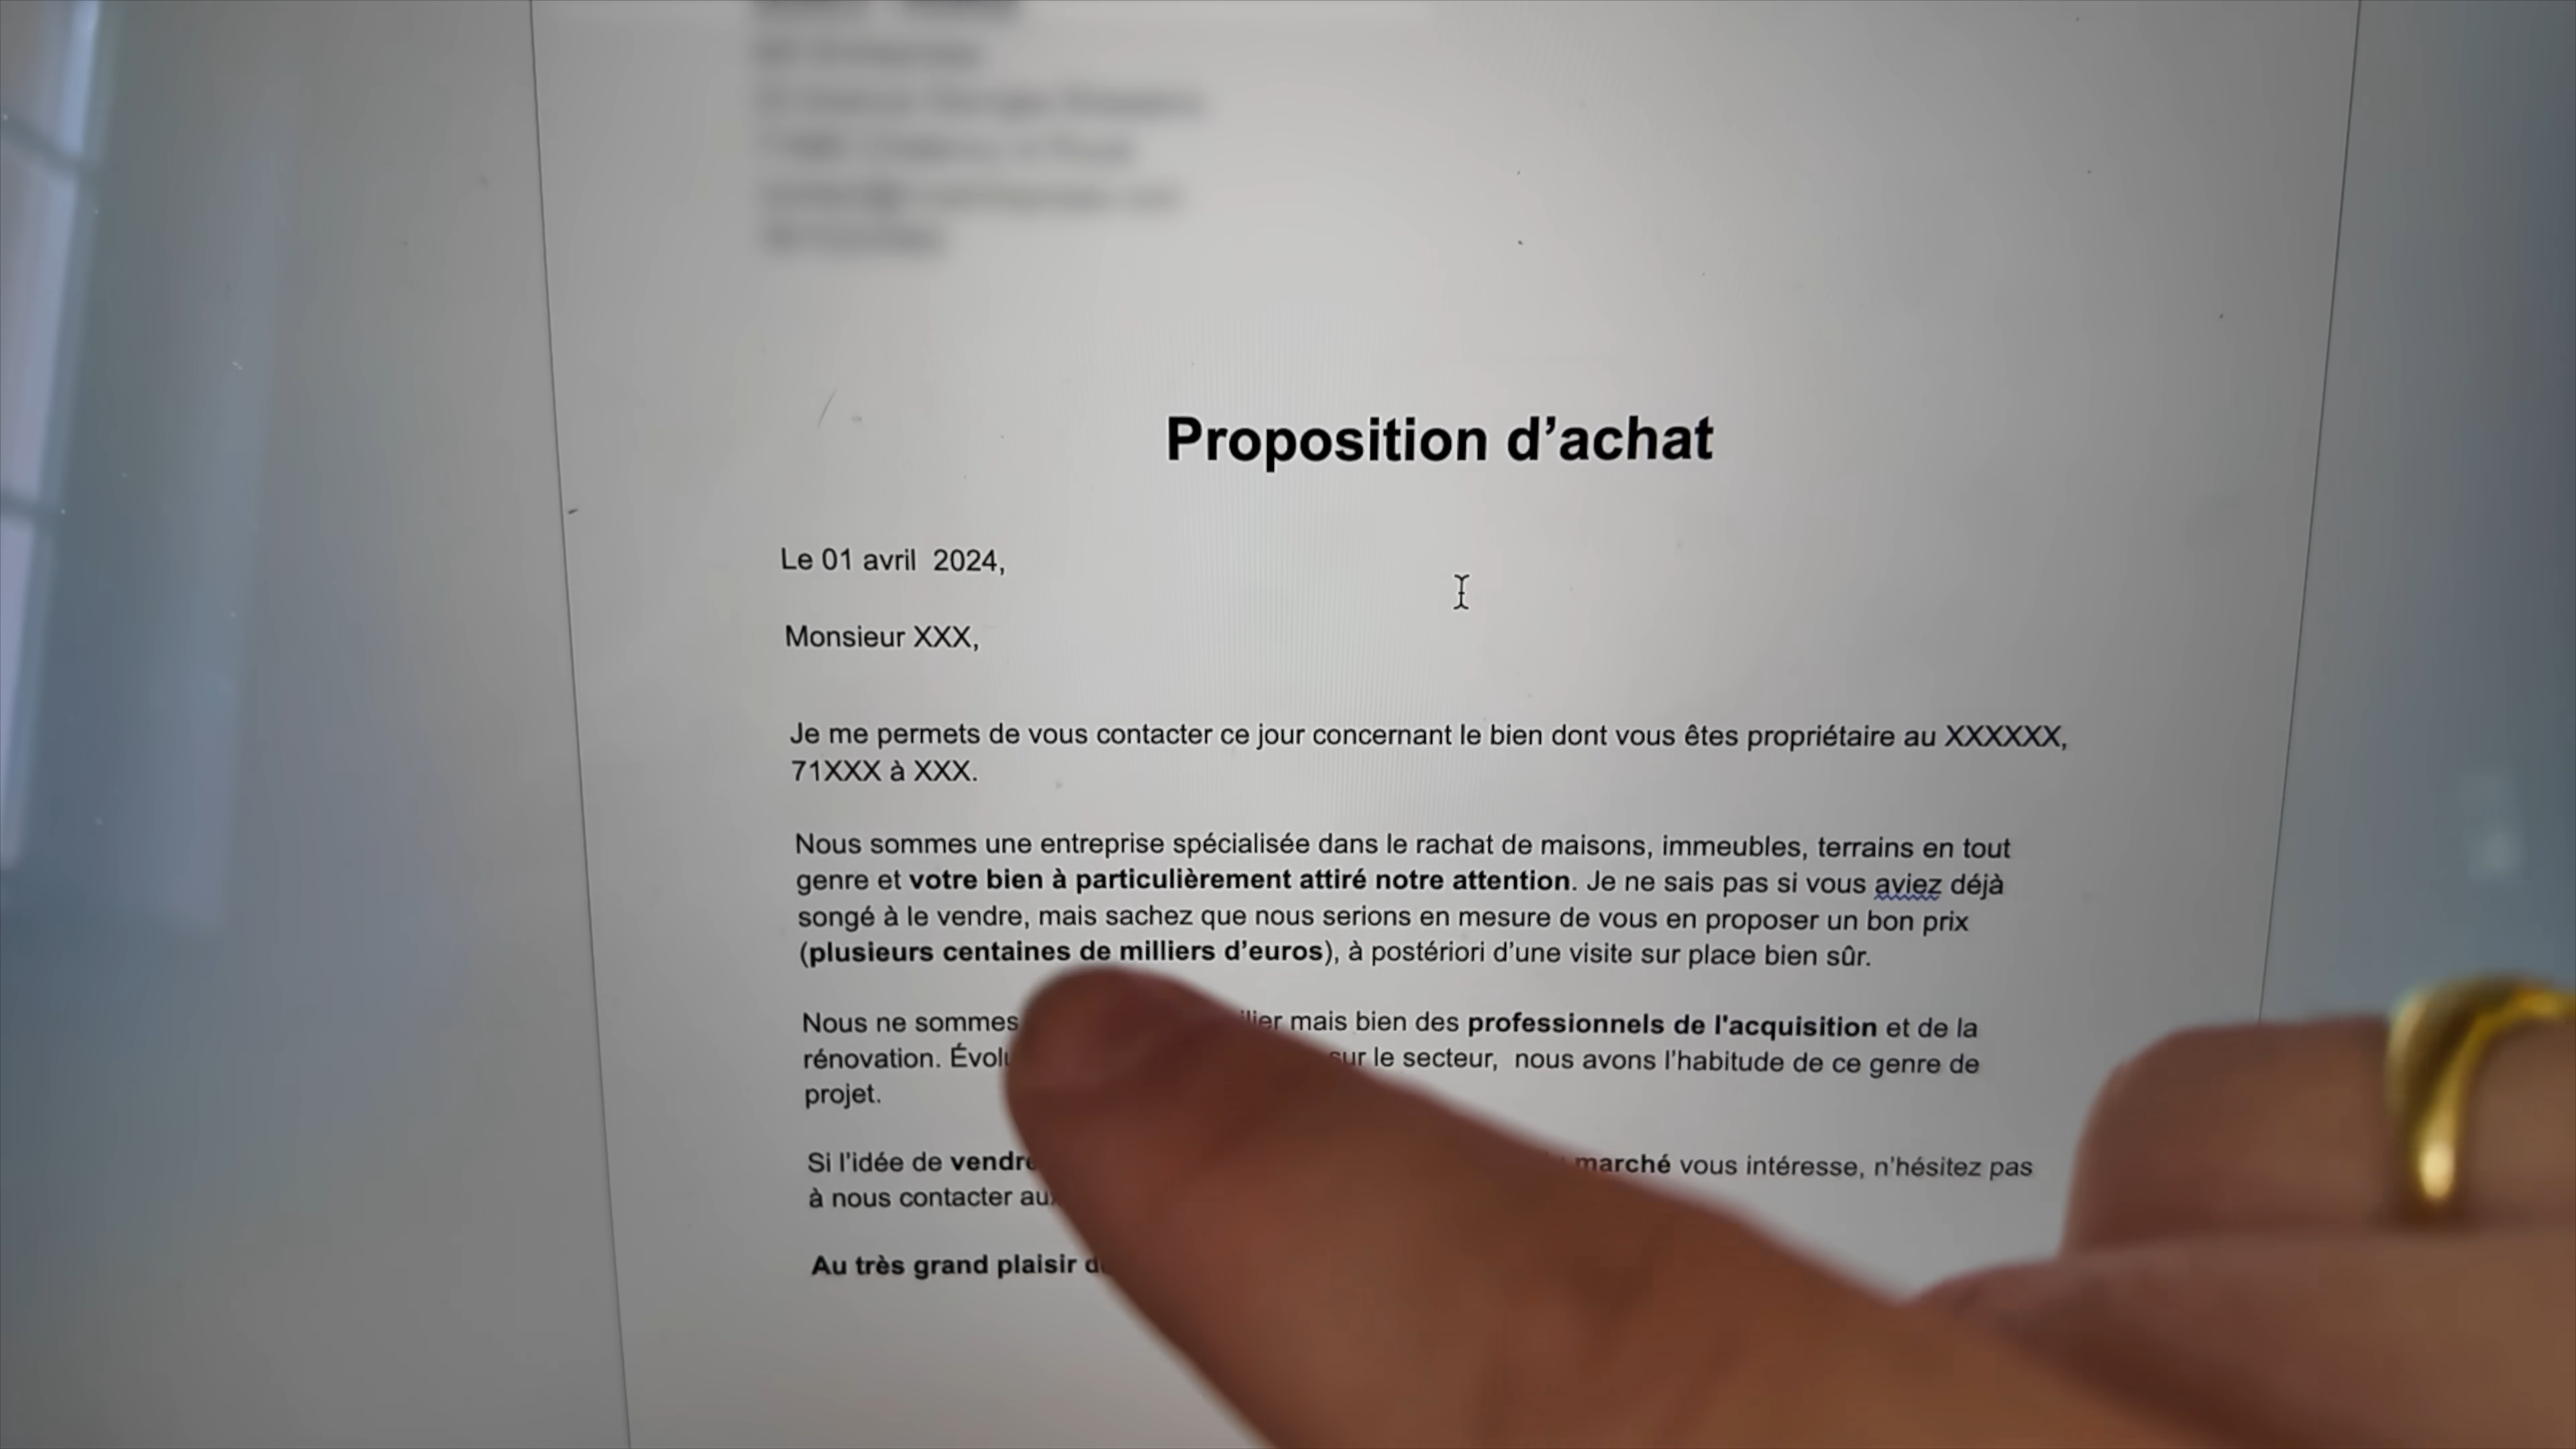 Proposition d'achat
Le 01 avril 2024,
Monsieur XXX,
Je me permets de vous contacter ce jour concernant le bien dont vous êtes propriétaire au XXXXXX,
71XXX à XXX.
Nous sommes une entreprise spécialisée dans le rachat de maisons, immeubles, terrains en tout
genre et votre bien à particulièrement attiré notre attention. Je ne sais pas si vous aviez déjà
songé à le vendre, mais sachez que nous serions en mesure de vous en proposer un bon prix
(plusieurs centaines de milliers d'euros), à postériori d'une visite sur place bien sûr.
Nous ne sommes mais bien des professionnels de l'acquisition et de la
rénovation. sur le secteur, nous avons l'habitude de ce genre de
projet.
Si l'idée de vendre marché vous intéresse, n'hésitez pas
à nous contacter
Au très grand plaisir